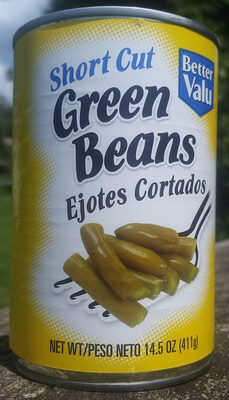 Better
Valu
Short Cut
Green
Beans
Ejotes Cortados
NET WT/PESO NETO 14.5 OZ (411g)